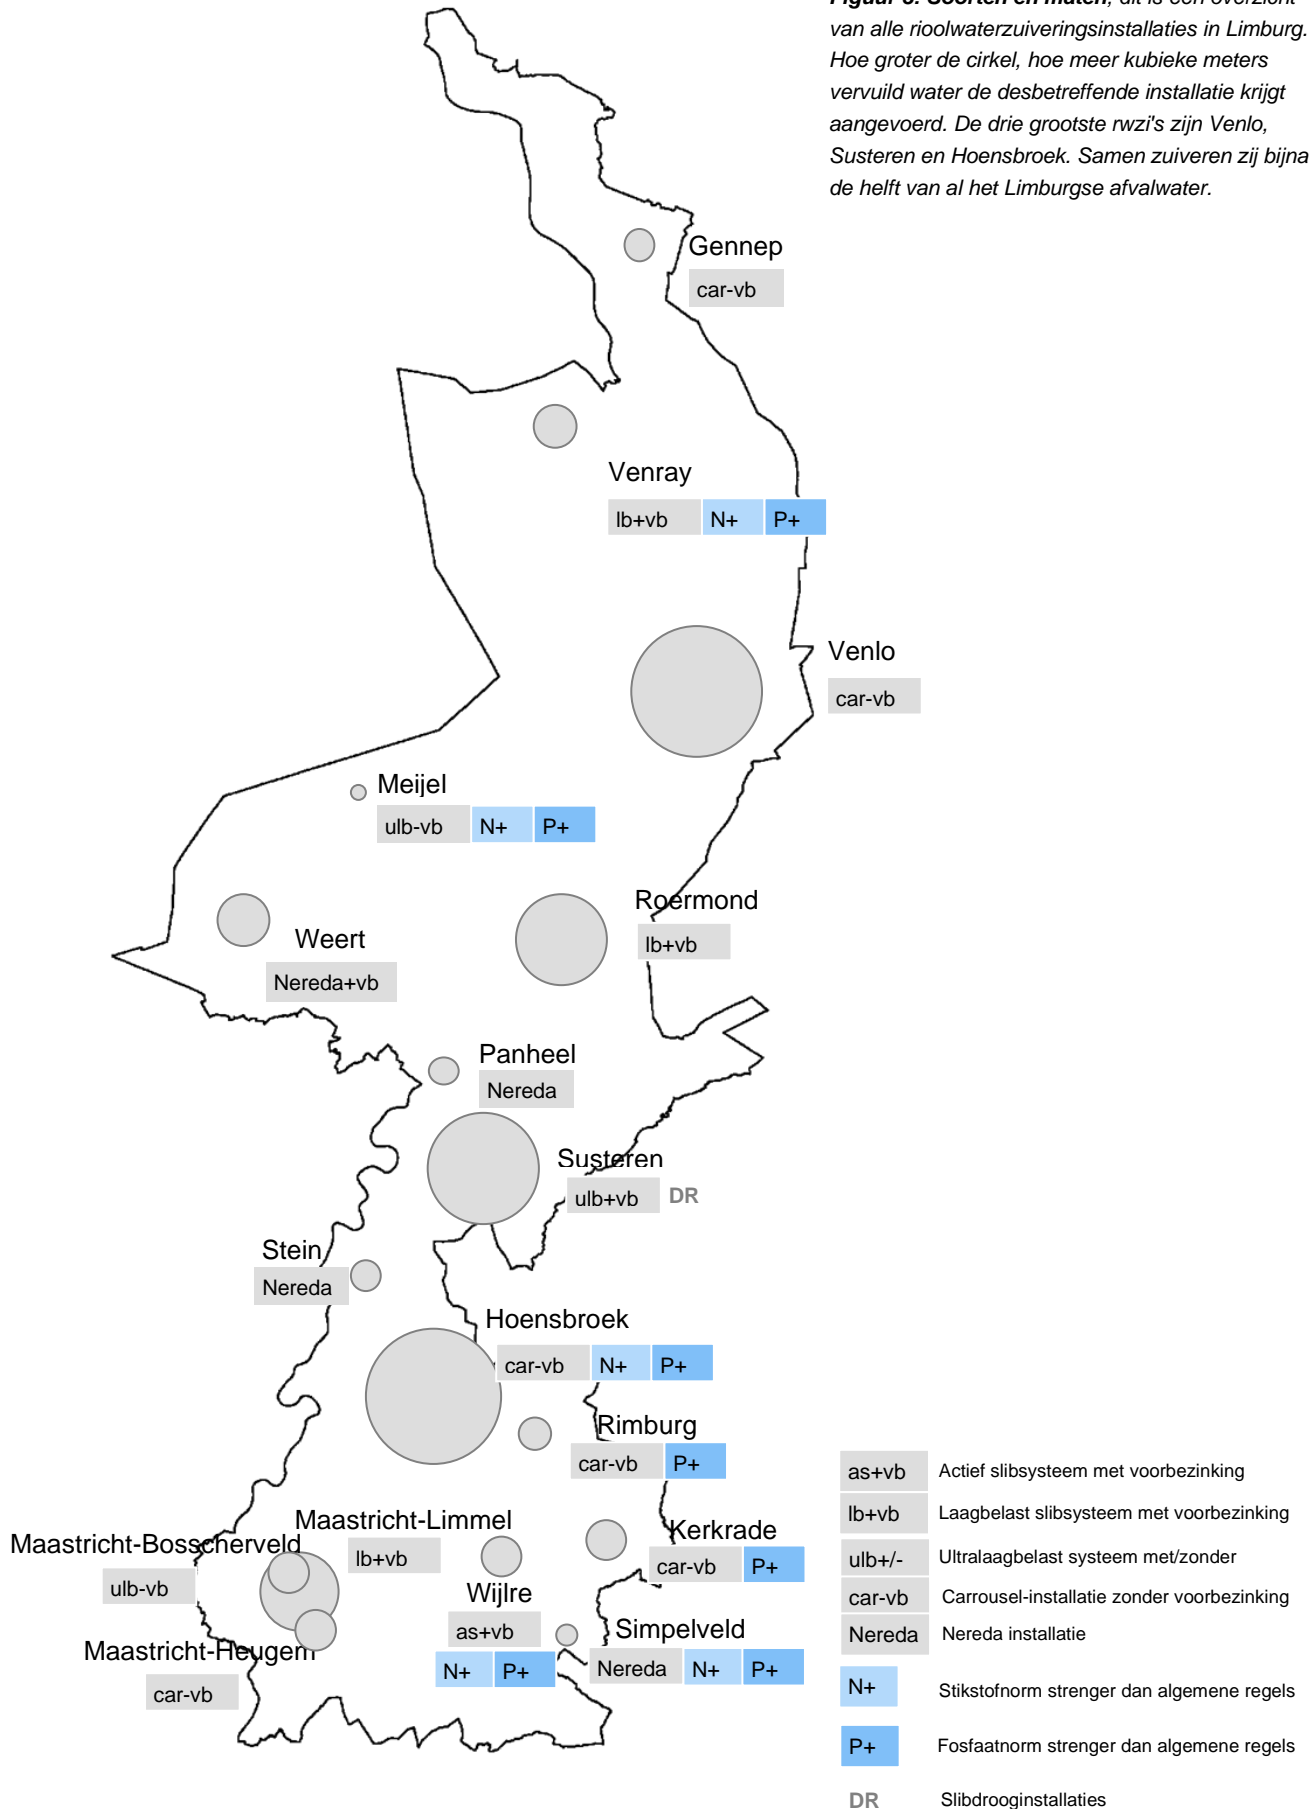 van alle rioolwaterzuiveringsinstallaties in Limburg.
Hoe groter de cirkel, hoe meer kubieke meters
vervuild water de desbetreffende installatie krijgt
aangevoerd. De drie grootste rwzi's zijn Venlo,
Susteren en Hoensbroek. Samen zuiveren zij bijna
de helft van al het Limburgse afvalwater.
Gennep
car-vb
Venray
lb+vb N+ P+
Venlo
car-vb
Meijel
ulb-vb N+ P+
Roermond
lb+vb
Weert
Nereda+vb
Panheel
Nereda
Susteren
ulb+vb DR
Stein
Nereda
Hoensbroek
car-vb N+ P+
Rimburg
car-vb P+
Maastricht-Limmel
lb+vb
Kerkrade
car-vb P+
Maastricht-Bosscherveld
ulb-vb
Wijlre
as+vb
N+ P+
Simpelveld
Nereda N+ P+
Maastricht-Heugem
car-vb
as+vb Actief slibsysteem met voorbezinking
lb+vb Laagbelast slibsysteem met voorbezinking
ulb+/- Ultralaagbelast systeem met/zonder
car-vb Carrousel-installatie zonder voorbezinking
Nereda Nereda installatie
N+ Stikstofnorm strenger dan algemene regels
P+ Fosfaatnorm strenger dan algemene regels
DR Slibdrooginstallaties